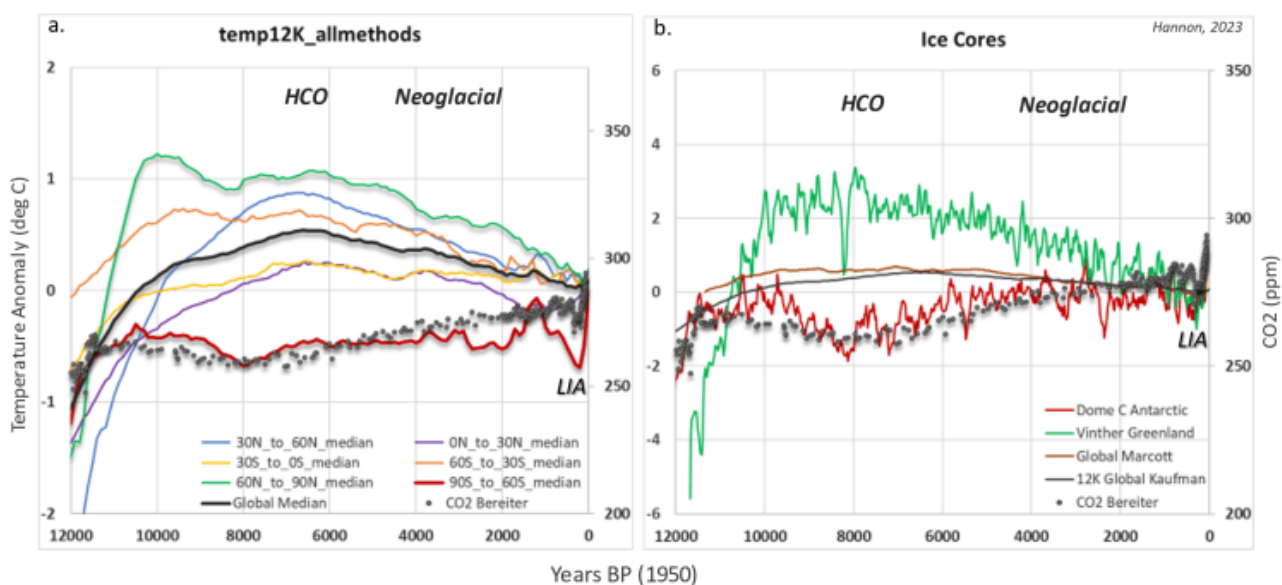 a.
temp12K_allmethods
2
1
0
-1
-2
HCO
Neoglacial
LIA
350
300
250
200
30N_to_60N_median
0N_to_30N_median
30S_to_0S_median
60S_to_30S_median
60N_to_90N_median
90S_to_60S_median
Global Median
CO2 Bereiter
12000
10000
8000
6000
4000
2000
0
Temperature Anomaly (deg C)
b.
Ice Cores
Hannon, 2023
6
4
2
0
-2
-4
-6
HCO
Neoglacial
LIA
350
300
250
200
CO2 (ppm)
Dome C Antarctic
Vinther Greenland
Global Marcott
12K Global Kaufman
CO2 Bereiter
12000
10000
8000
6000
4000
2000
0
Years BP (1950)